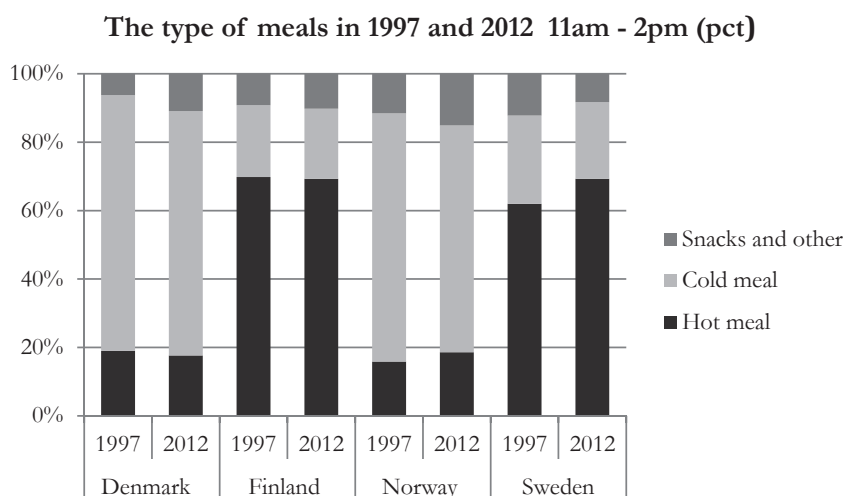 The type of meals in 1997 and 2012 11am - 2pm (pct)
100%
80%
60%
40%
20%
0%
Snacks and other
Cold meal
Hot meal
1997 2012 1997 2012 1997 2012 1997 2012
Denmark Finland Norway Sweden